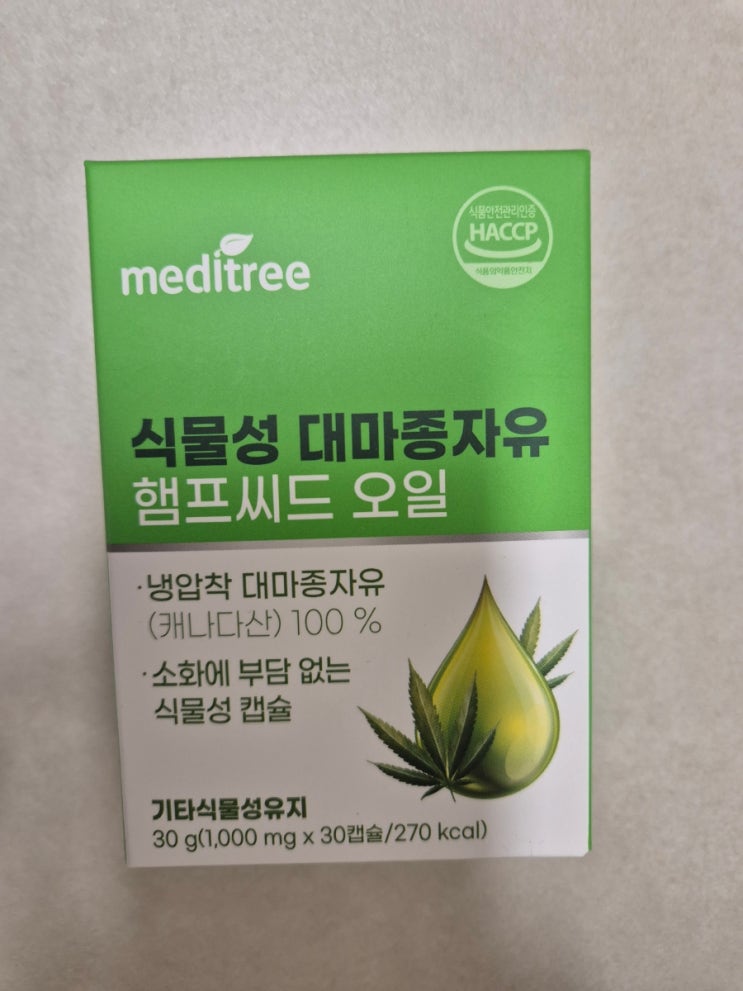 meditree
식품안전관리인증
HACCP
식품의약품안전처
식물성 대마종자유
햄프씨드 오일
·냉압착 대마종자유
(캐나다산) 100 %
·소화에 부담 없는
식물성 캡슐
기타식물성유지
30 g(1,000 mg x 30캡슐/270 kcal)